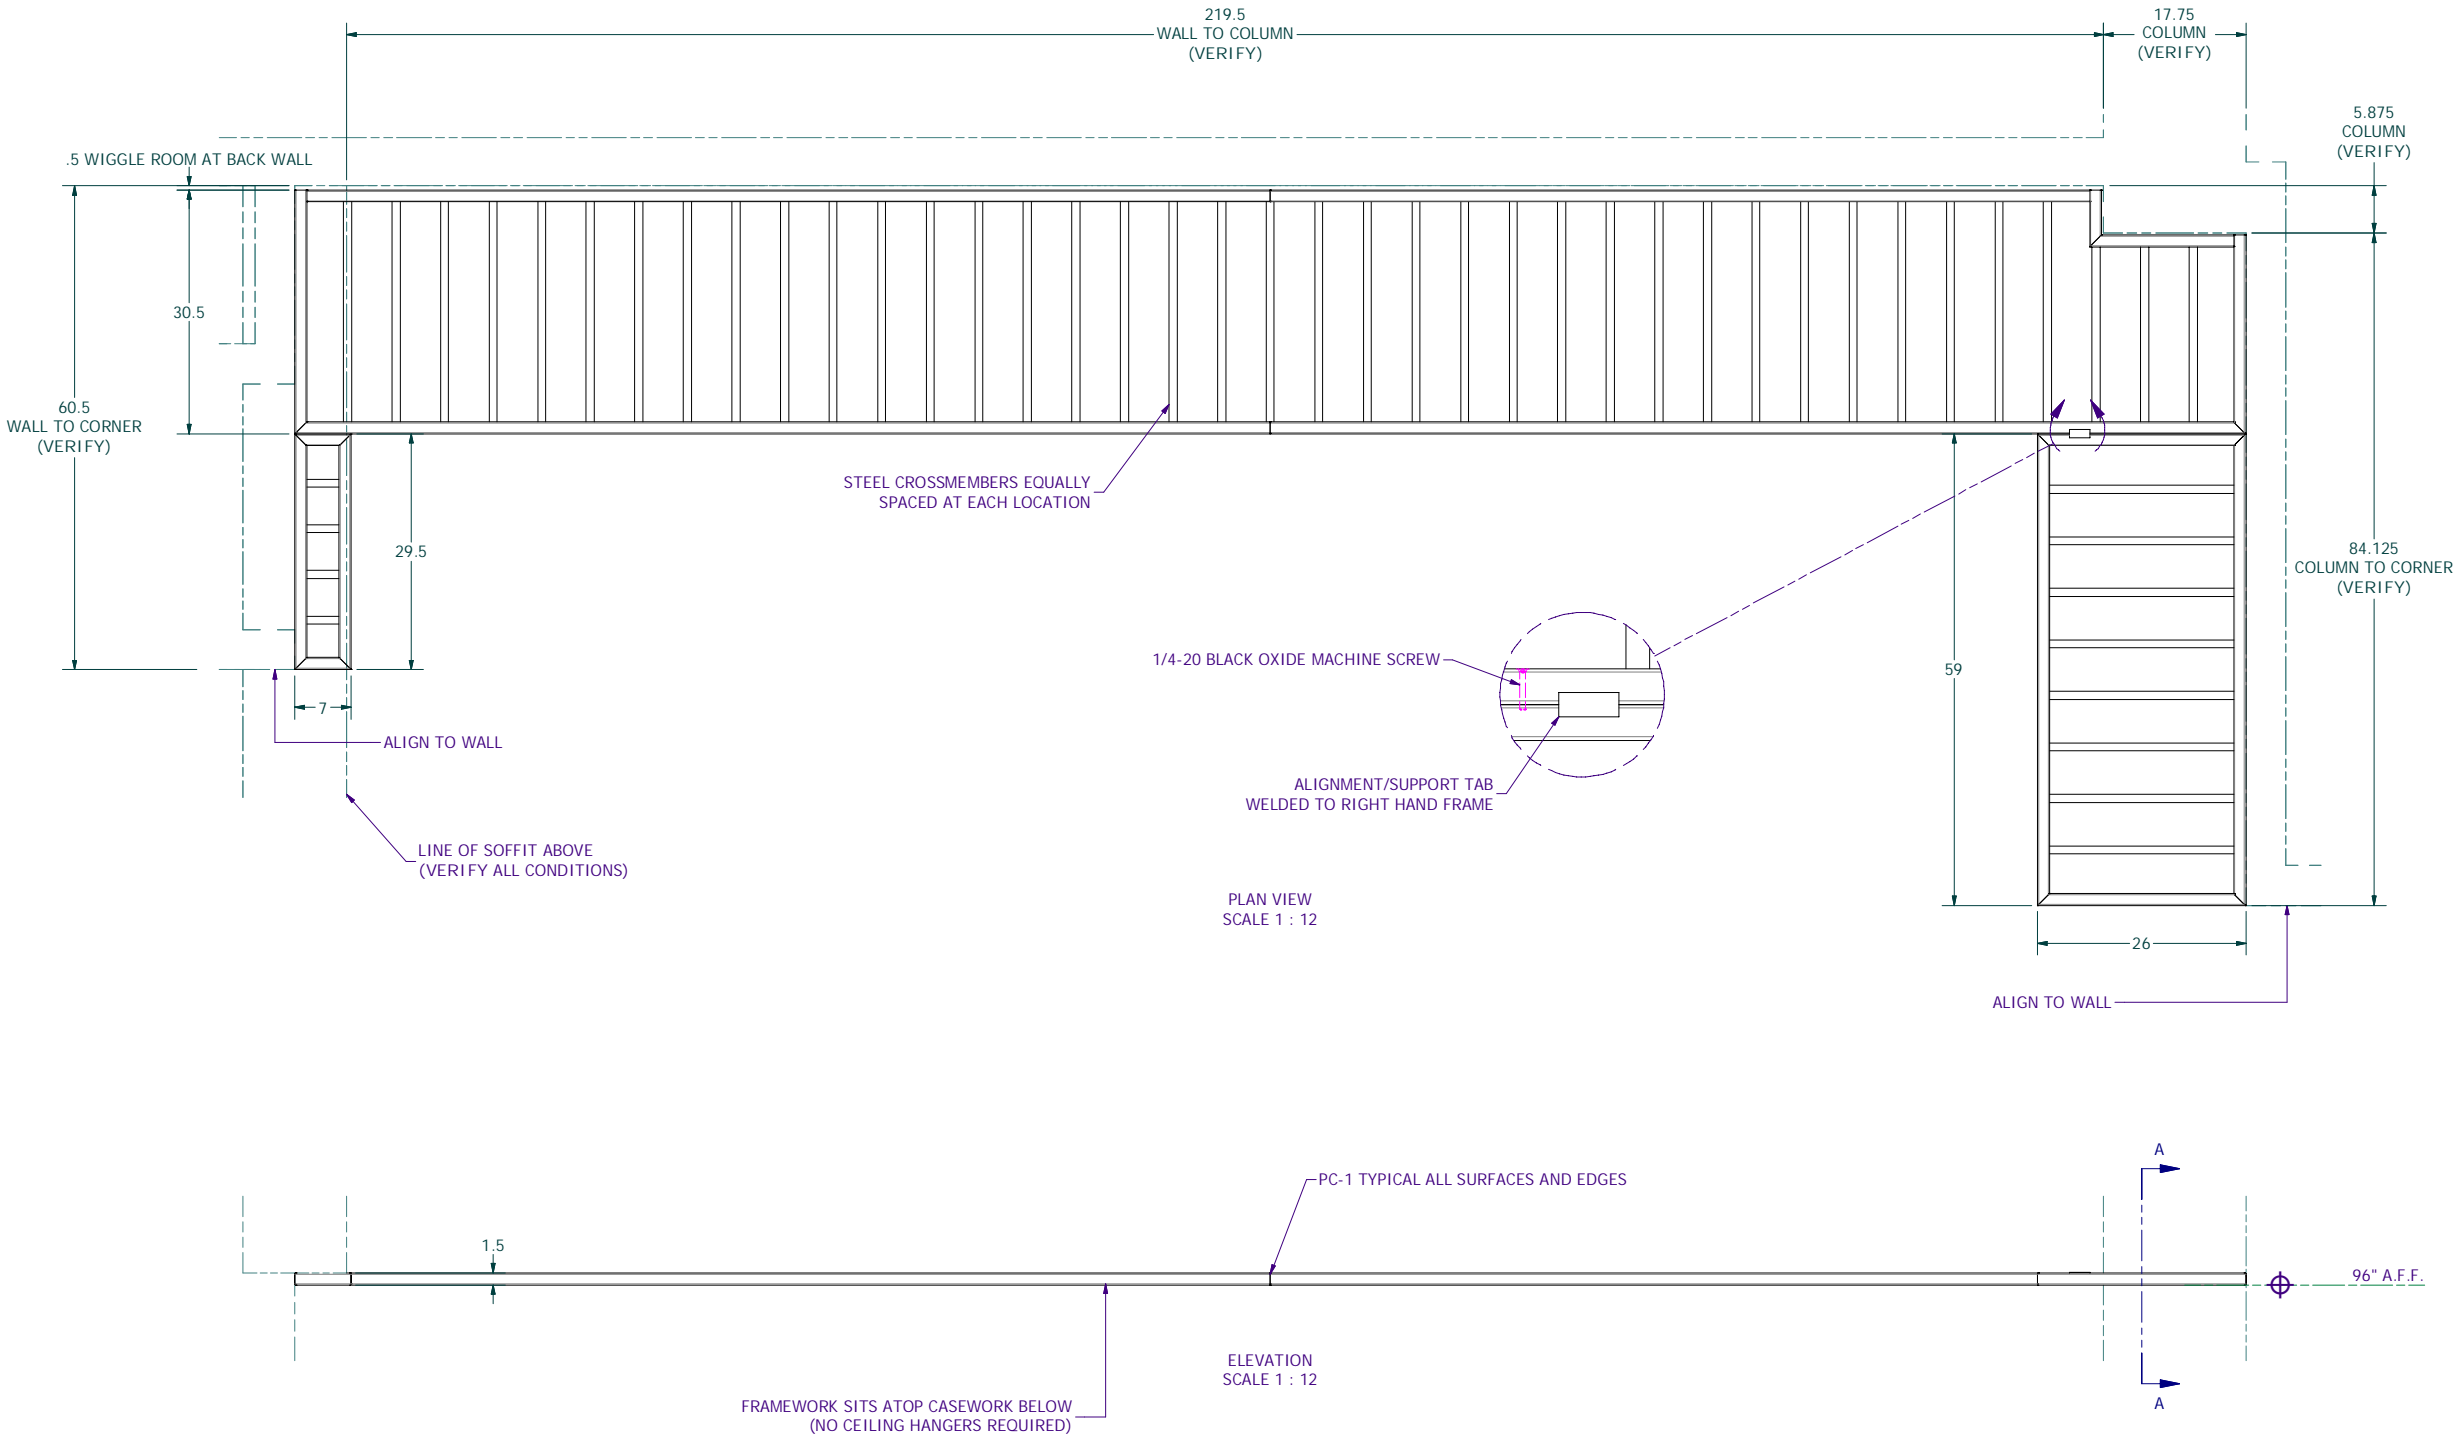 219.5
WALL TO COLUMN
(VERIFY)
17.75
COLUMN
(VERIFY)
5.875
COLUMN
(VERIFY)
.5 WIGGLE ROOM AT BACK WALL
30.5
60.5
WALL TO CORNER
(VERIFY)
STEEL CROSSMEMBERS EQUALLY
SPACED AT EACH LOCATION
29.5
84.125
COLUMN TO CORNER
(VERIFY)
1/4-20 BLACK OXIDE MACHINE SCREW
59
7
ALIGN TO WALL
ALIGNMENT/SUPPORT TAB
WELDED TO RIGHT HAND FRAME
LINE OF SOFFIT ABOVE
(VERIFY ALL CONDITIONS)
PLAN VIEW
SCALE 1 : 12
26
ALIGN TO WALL
A
PC-1 TYPICAL ALL SURFACES AND EDGES
1.5
96" A.F.F.
ELEVATION
SCALE 1 : 12
A
FRAMEWORK SITS ATOP CASEWORK BELOW
(NO CEILING HANGERS REQUIRED)